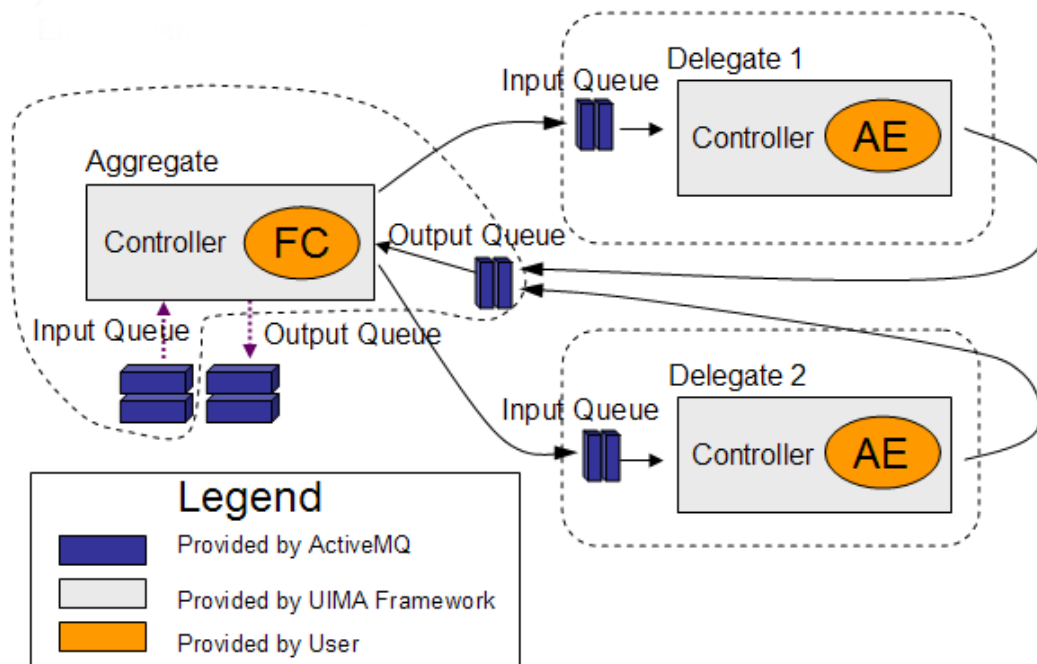 Delegate 1
Input Queue
Controller
AE
Aggregate
Controller
FC
Output Queue
Input Queue
Output Queue
Delegate 2
Input Queue
Controller
AE
Legend
Provided by ActiveMQ
Provided by UIMA Framework
Provided by User